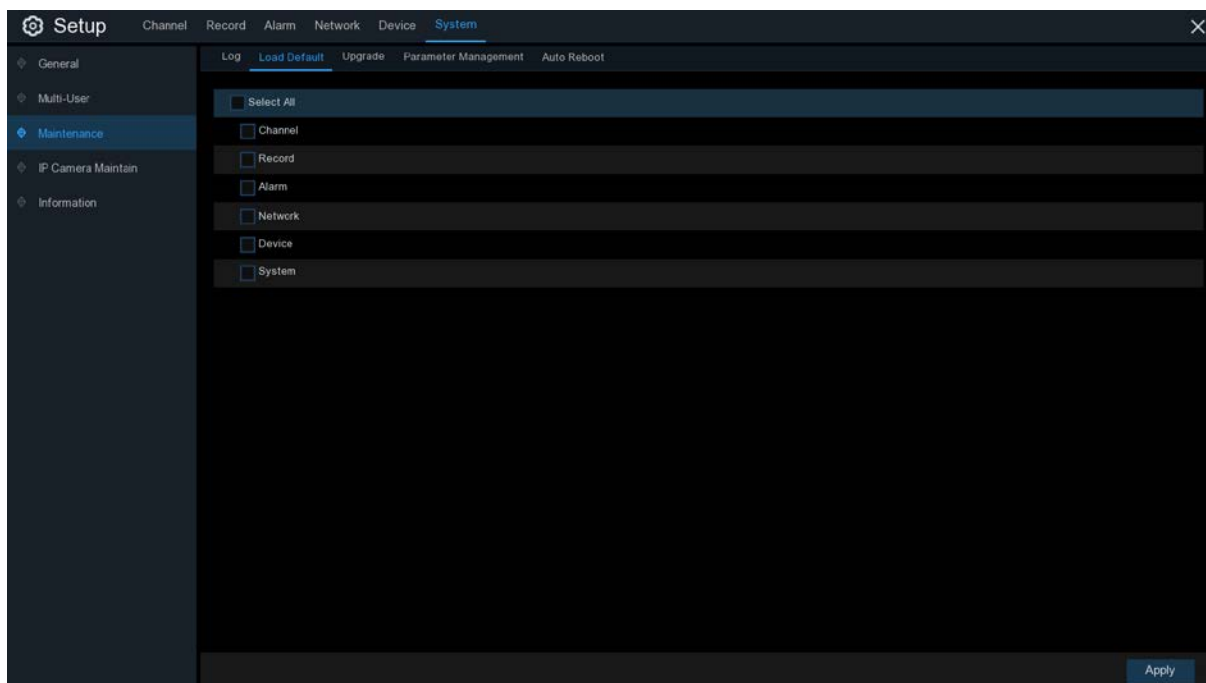 Setup Channel Record Alarm Network Device System
General
Multi-User
Maintenance
IP Camera Maintain
Information
Log Load Default Upgrade Parameter Management Auto Reboot
Select All
Channel
Record
Alarm
Network
Device
System
Apply